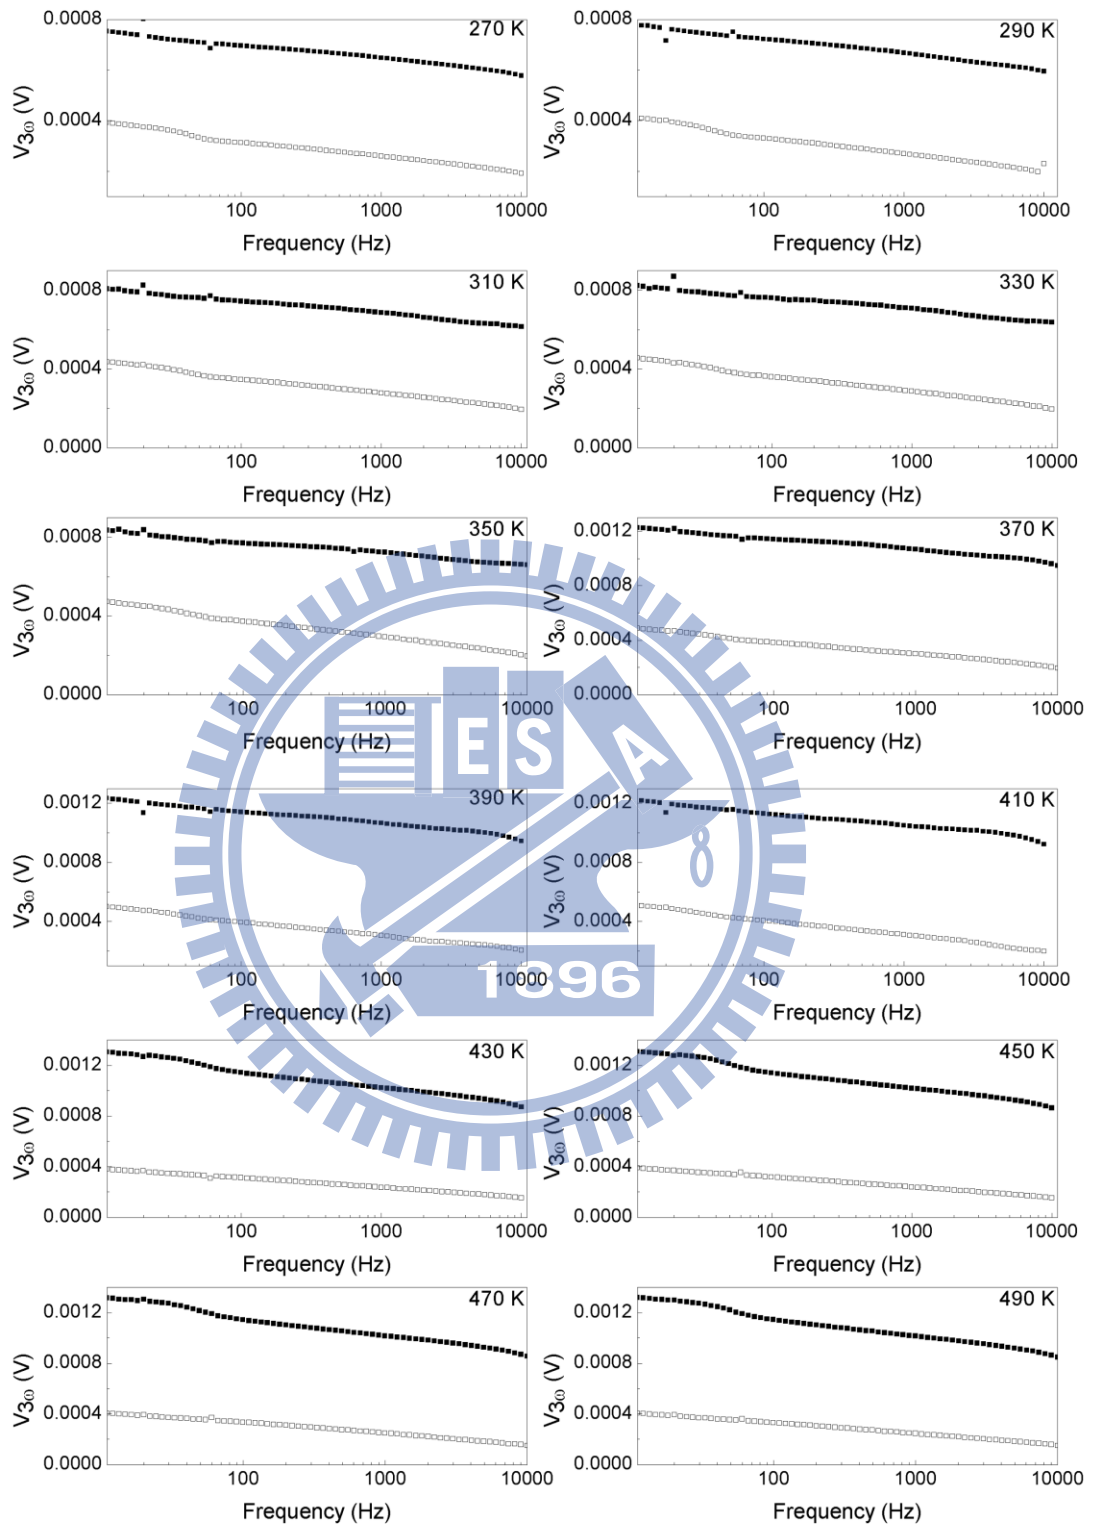 0.0008
270 K
V3ω (V)
0.0004
100 1000 10000
Frequency (Hz)
0.0008
290 K
V3ω (V)
0.0004
100 1000 10000
Frequency (Hz)
0.0008
310 K
V3ω (V)
0.0004
0.0000
100 1000 10000
Frequency (Hz)
0.0008
330 K
V3ω (V)
0.0004
0.0000
100 1000 10000
Frequency (Hz)
0.0008
350 K
V3ω (V)
0.0004
0.0000
100 1000 10000
Frequency (Hz)
0.0012
370 K
0.0008
V3ω (V)
0.0004
0.0000
100 1000 10000
Frequency (Hz)
ESA
0.0012
390 K
0.0008
V3ω (V)
0.0004
100 1000 10000
Frequency (Hz)
0.0012
410 K
8
0.0008
V3ω (V)
0.0004
100 1000 10000
Frequency (Hz)
1896
0.0012
430 K
0.0008
V3ω (V)
0.0004
0.0000
100 1000 10000
Frequency (Hz)
0.0012
450 K
0.0008
V3ω (V)
0.0004
0.0000
100 1000 10000
Frequency (Hz)
0.0012
470 K
0.0008
V3ω (V)
0.0004
0.0000
100 1000 10000
Frequency (Hz)
0.0012
490 K
0.0008
V3ω (V)
0.0004
0.0000
100 1000 10000
Frequency (Hz)